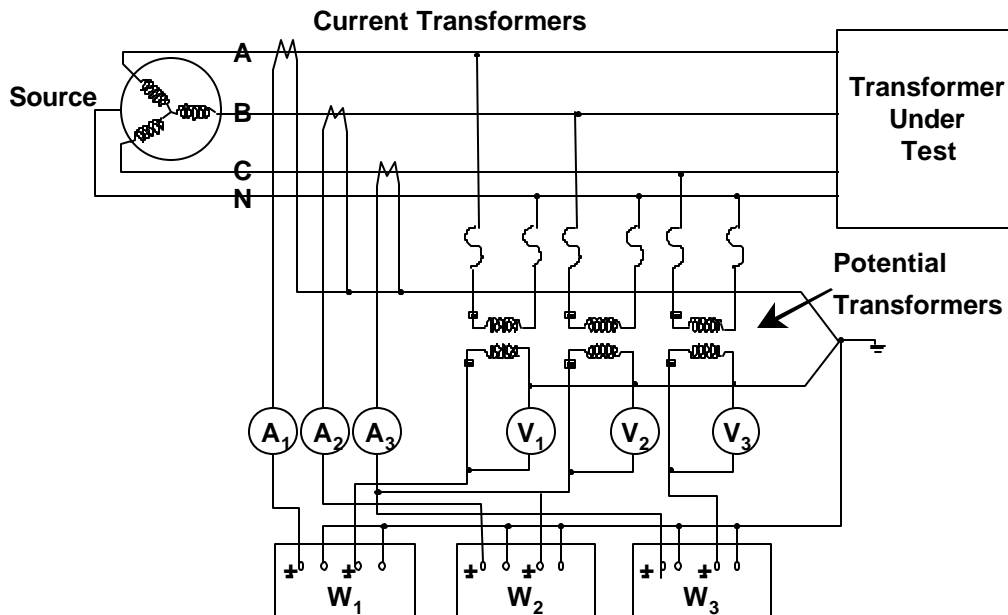 Current Transformers
A
Source
B
C
N
Transformer
Under
Test
Potential
Transformers
A1 A2 A3 V1 V2 V3
± ± ± ± ±
W1 W2 W3